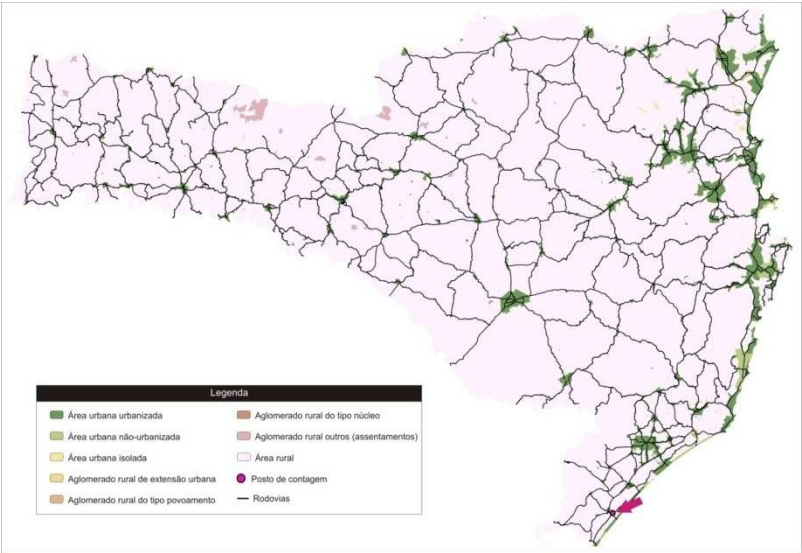 Legenda
Área urbana urbanizada
Área urbana não-urbanizada
Área urbana isolada
Aglomerado rural de extensão urbana
Aglomerado rural do tipo povoamento
Aglomerado rural do tipo núcleo
Aglomerado rural outros (assentamentos)
Área rural
Posto de contagem
Rodovias